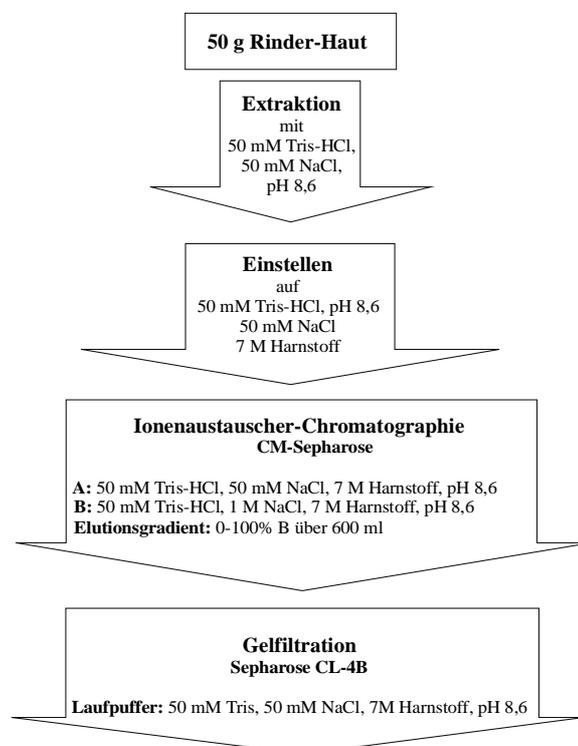 50 g Rinder-Haut
Extraktion
mit
50 mM Tris-HCl,
50 mM NaCl,
pH 8,6
Einstellen
auf
50 mM Tris-HCl, pH 8,6
50 mM NaCl
7 M Harnstoff
Ionenaustauscher-Chromatographie
CM-Sepharose
A: 50 mM Tris-HCl, 50 mM NaCl, 7 M Harnstoff, pH 8,6
B: 50 mM Tris-HCl, 1 M NaCl, 7 M Harnstoff, pH 8,6
Elutionsgradient: 0-100% B über 600 ml
Gelfiltration
Sepharose CL-4B
Laufpuffer: 50 mM Tris, 50 mM NaCl, 7M Harnstoff, pH 8,6